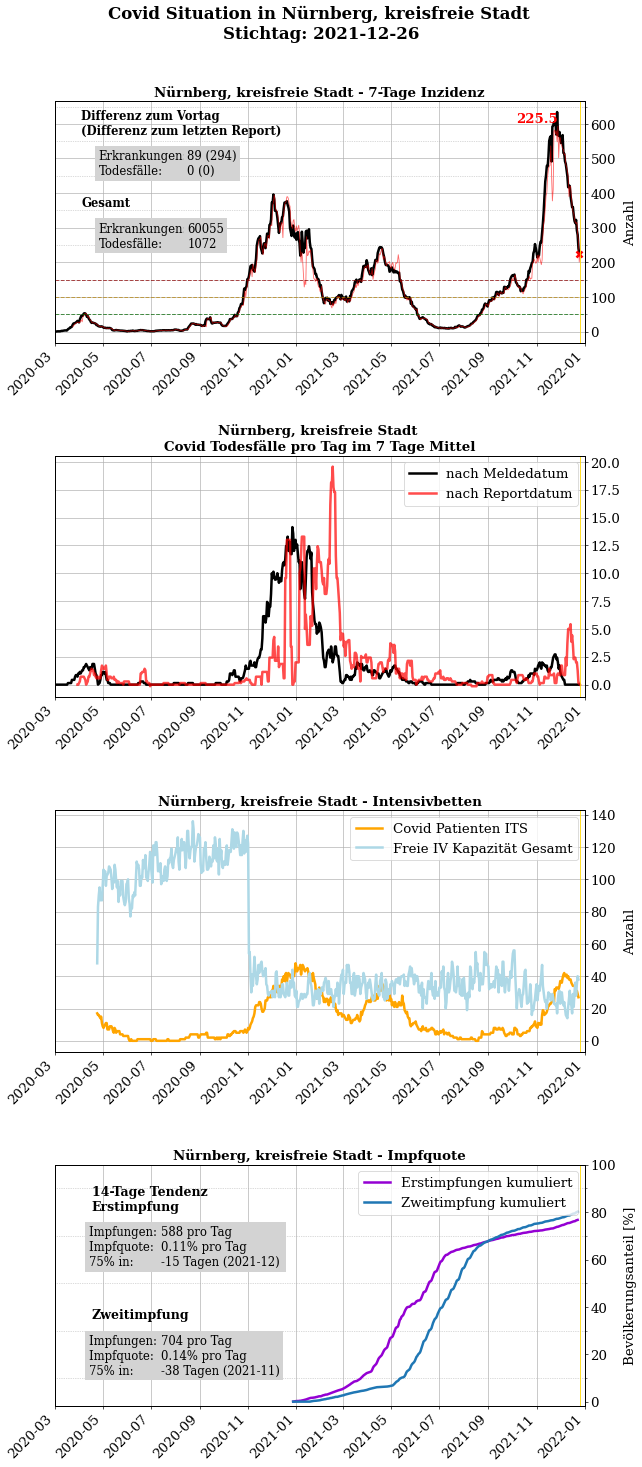 Covid Situation in Nürnberg, kreisfreie Stadt
Stichtag: 2021-12-26
Nürnberg, kreisfreie Stadt - 7-Tage Inzidenz
Differenz zum Vortag
(Differenz zum letzten Report)
Erkrankungen 89 (294)
Todesfälle: 0 (0)
Gesamt
Erkrankungen 60055
Todesfälle: 1072
225.5
600
500
400
300
200
100
0
Anzahl
2020-03 2020-05 2020-07 2020-09 2020-11 2021-01 2021-03 2021-05 2021-07 2021-09 2021-11 2022-01
Nürnberg, kreisfreie Stadt
Covid Todesfälle pro Tag im 7 Tage Mittel
nach Meldedatum
nach Reportdatum
20.0
17.5
15.0
12.5
10.0
7.5
5.0
2.5
0.0
2020-03 2020-05 2020-07 2020-09 2020-11 2021-01 2021-03 2021-05 2021-07 2021-09 2021-11 2022-01
Nürnberg, kreisfreie Stadt - Intensivbetten
Covid Patienten ITS
Freie IV Kapazität Gesamt
140
120
100
80
60
40
20
0
Anzahl
2020-03 2020-05 2020-07 2020-09 2020-11 2021-01 2021-03 2021-05 2021-07 2021-09 2021-11 2022-01
Nürnberg, kreisfreie Stadt - Impfquote
14-Tage Tendenz
Erstimpfung
Impfungen: 588 pro Tag
Impfquote: 0.11% pro Tag
75% in: -15 Tagen (2021-12)
Zweitimpfung
Impfungen: 704 pro Tag
Impfquote: 0.14% pro Tag
75% in: -38 Tagen (2021-11)
Erstimpfungen kumuliert
Zweitimpfung kumuliert
100
80
60
40
20
0
Bevölkerungsanteil [%]
2020-03 2020-05 2020-07 2020-09 2020-11 2021-01 2021-03 2021-05 2021-07 2021-09 2021-11 2022-01